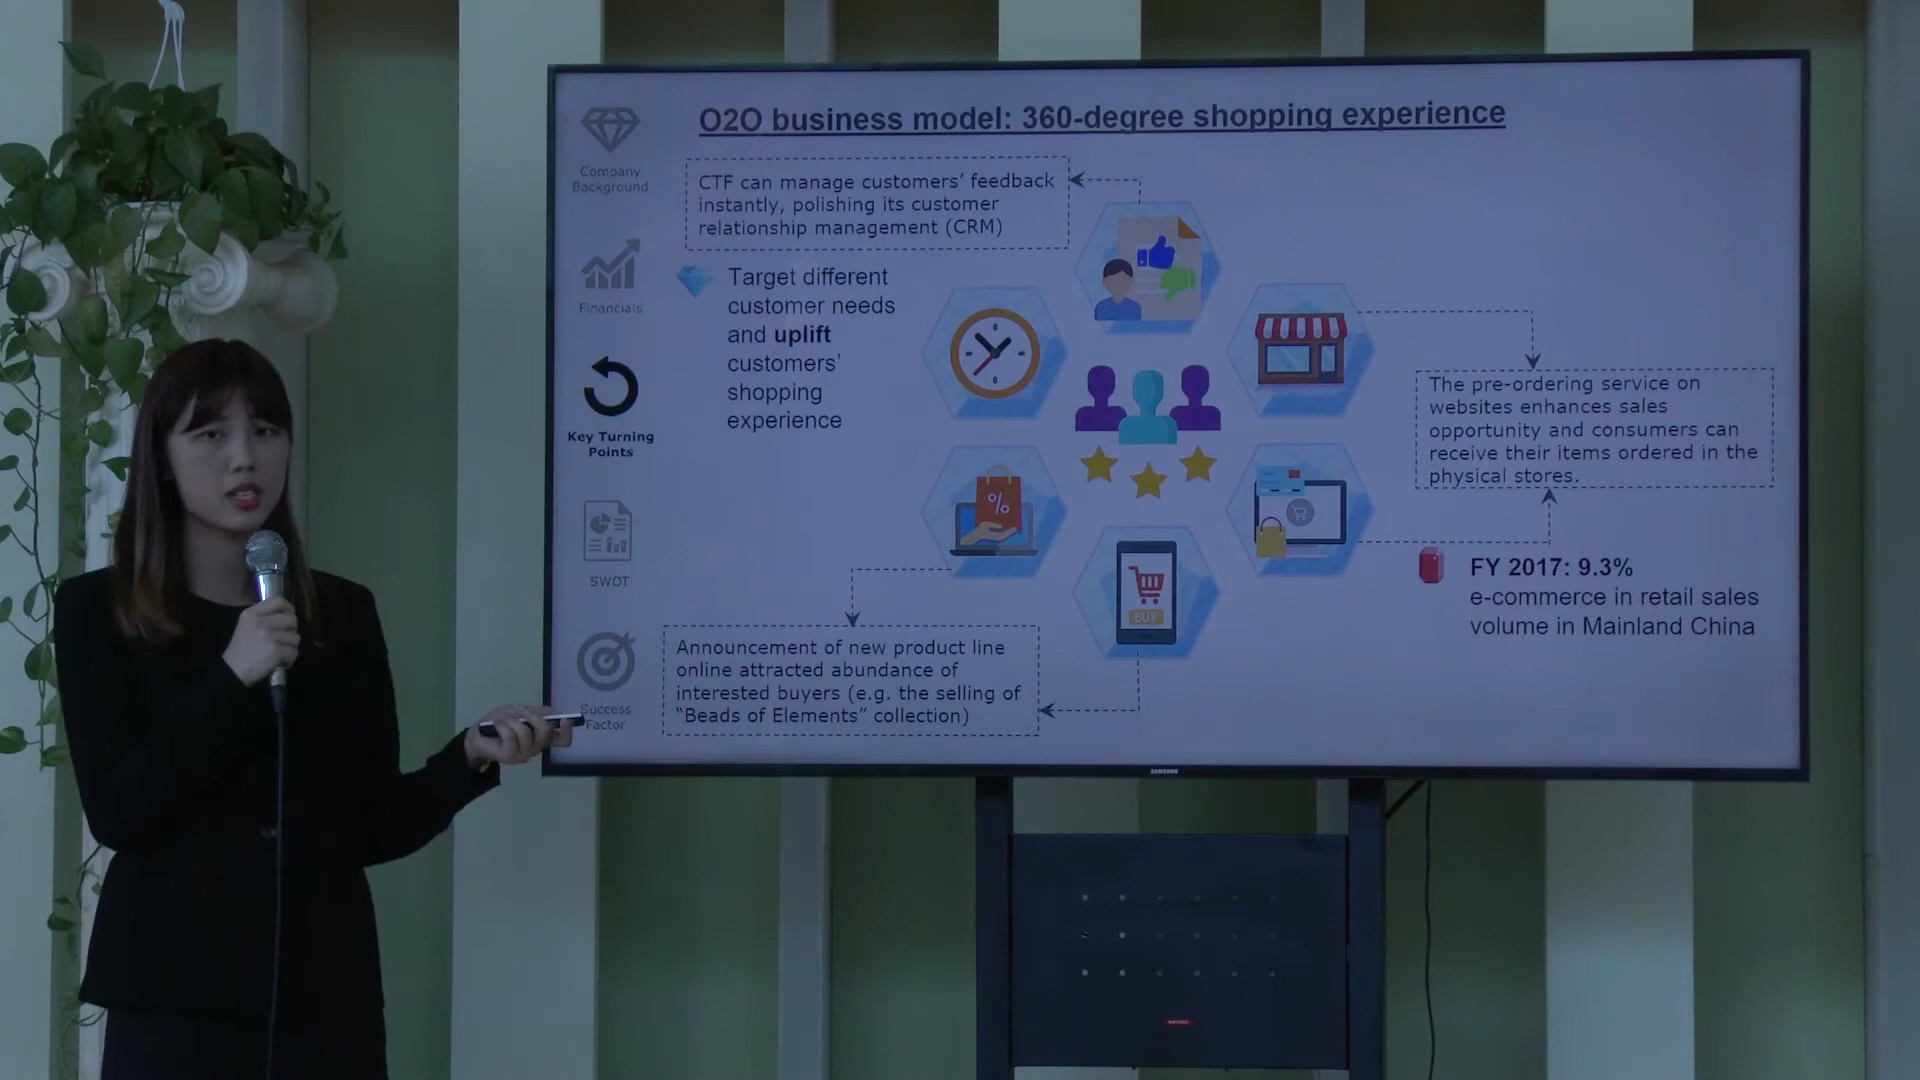 O2O business model: 360-degree shopping experience
Company
Background
Financials
Key Turning
Points
SWOT
Success
Factor
CTF can manage customers' feedback
instantly, polishing its customer
relationship management (CRM)
Target different
customer needs
and uplift
customers'
shopping
experience
The pre-ordering service on
websites enhances sales
opportunity and consumers can
receive their items ordered in the
physical stores.
%
BUY
FY 2017: 9.3%
e-commerce in retail sales
volume in Mainland China
Announcement of new product line
online attracted abundance of
interested buyers (e.g. the selling of
“Beads of Elements” collection)
SAMSUNG